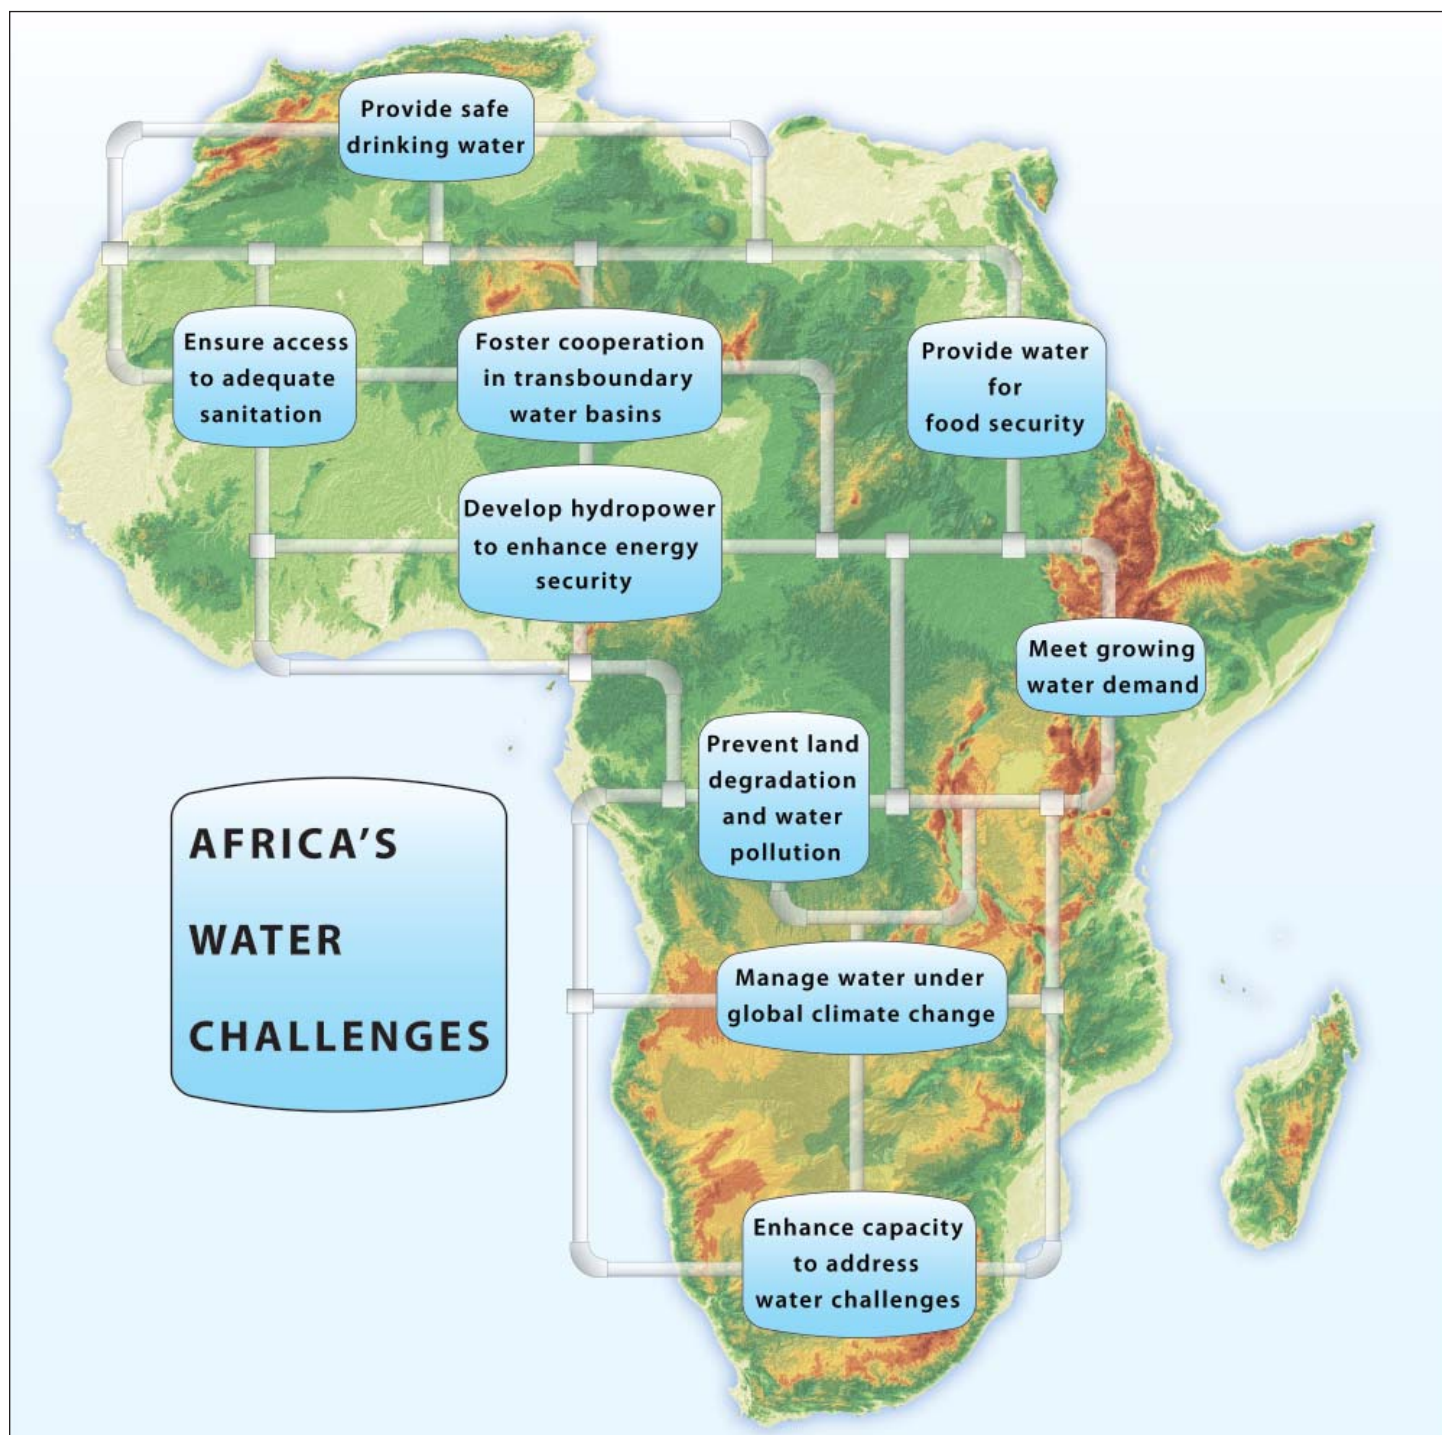 Provide safe
drinking water
Ensure access
to adequate
sanitation
Foster cooperation
in transboundary
water basins
Provide water
for
food security
Develop hydropower
to enhance energy
security
Meet growing
water demand
Prevent land
degradation
and water
pollution
AFRICA'S
WATER
CHALLENGES
Manage water under
global climate change
Enhance capacity
to address
water challenges